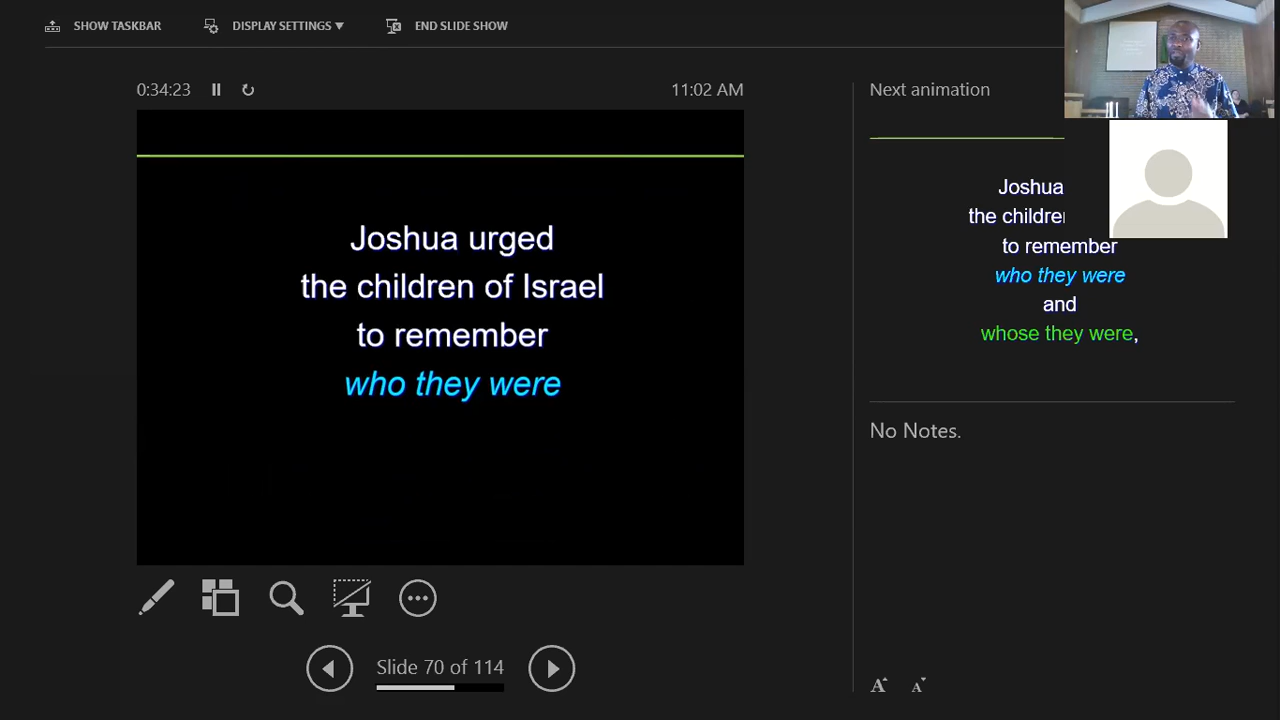 SHOW TASKBAR
DISPLAY SETTINGS
END SLIDE SHOW
0:34:23
11:02 AM
Joshua urged
the children of Israel
to remember
who they were
Slide 70 of 114
Next animation
Joshua
the children
to remember
who they were
and
whose they were,
No Notes.
A
A